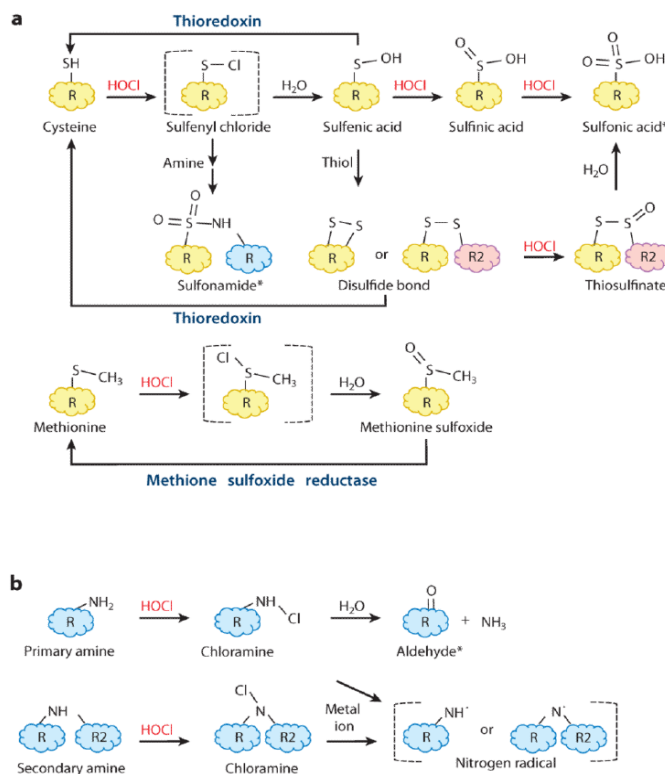 a
Thioredoxin
SH
R
Cysteine
HOCl
S—Cl
R
Sulfenyl chloride
H₂O
S—OH
R
Sulfenic acid
HOCl
O
S OH
R
Sulfinic acid
HOCl
O
O S OH
R
Sulfonic acid*
Amine
Thiol
H₂O
O
O S NH
R R
Sulfonamide*
S S
R
or
S—S
R R2
Disulfide bond
HOCl
S—S O
R R2
Thiosulfinate
Thioredoxin
S CH₃
R
Methionine
HOCl
Cl
S CH₃
R
H₂O
O
S CH₃
R
Methionine sulfoxide
Methione sulfoxide reductase
b
NH₂
R
Primary amine
HOCl
NH
Cl
R
Chloramine
H₂O
O
R
Aldehyde*
+ NH₃
NH
R R2
Secondary amine
HOCl
Cl
N
R R2
Chloramine
Metal
ion
NH˙
R
or
N˙
R R2
Nitrogen radical